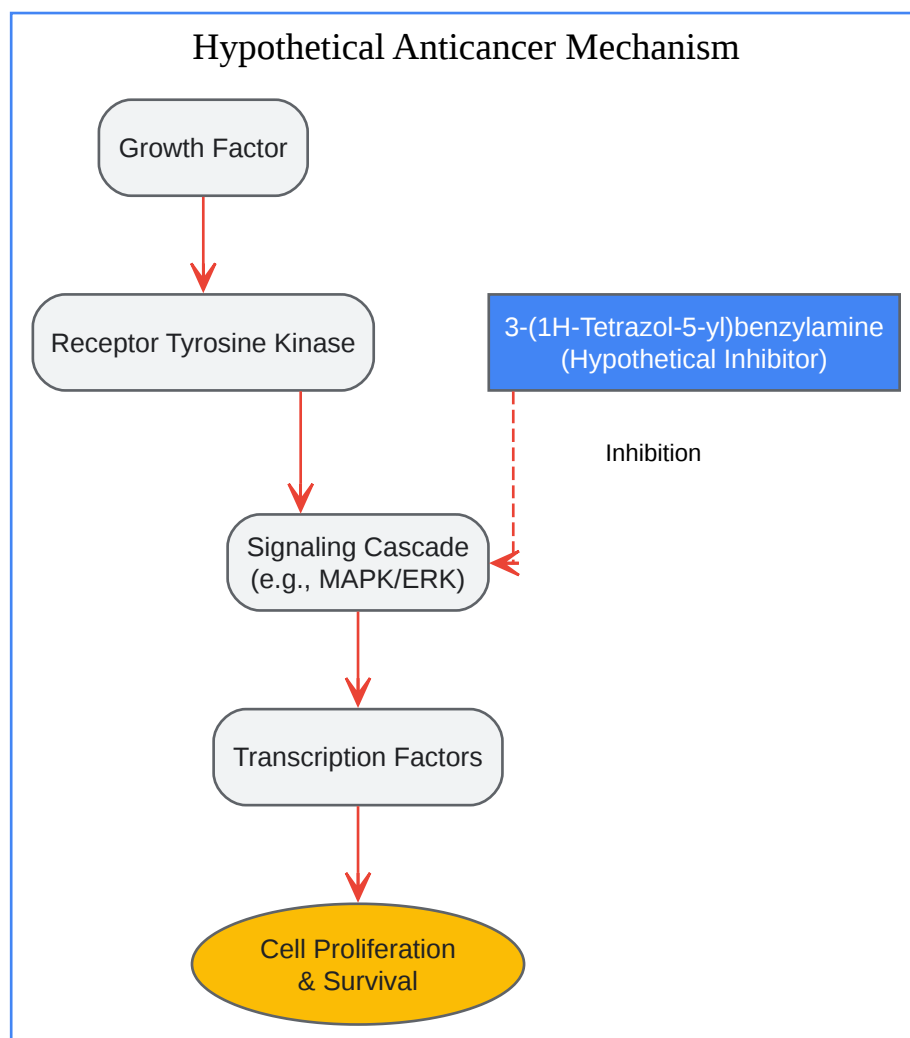 Hypothetical Anticancer Mechanism
Growth Factor
Receptor Tyrosine Kinase
3-(1H-Tetrazol-5-yl)benzylamine
(Hypothetical Inhibitor)
Inhibition
Signaling Cascade
(e.g., MAPK/ERK)
Transcription Factors
Cell Proliferation
& Survival